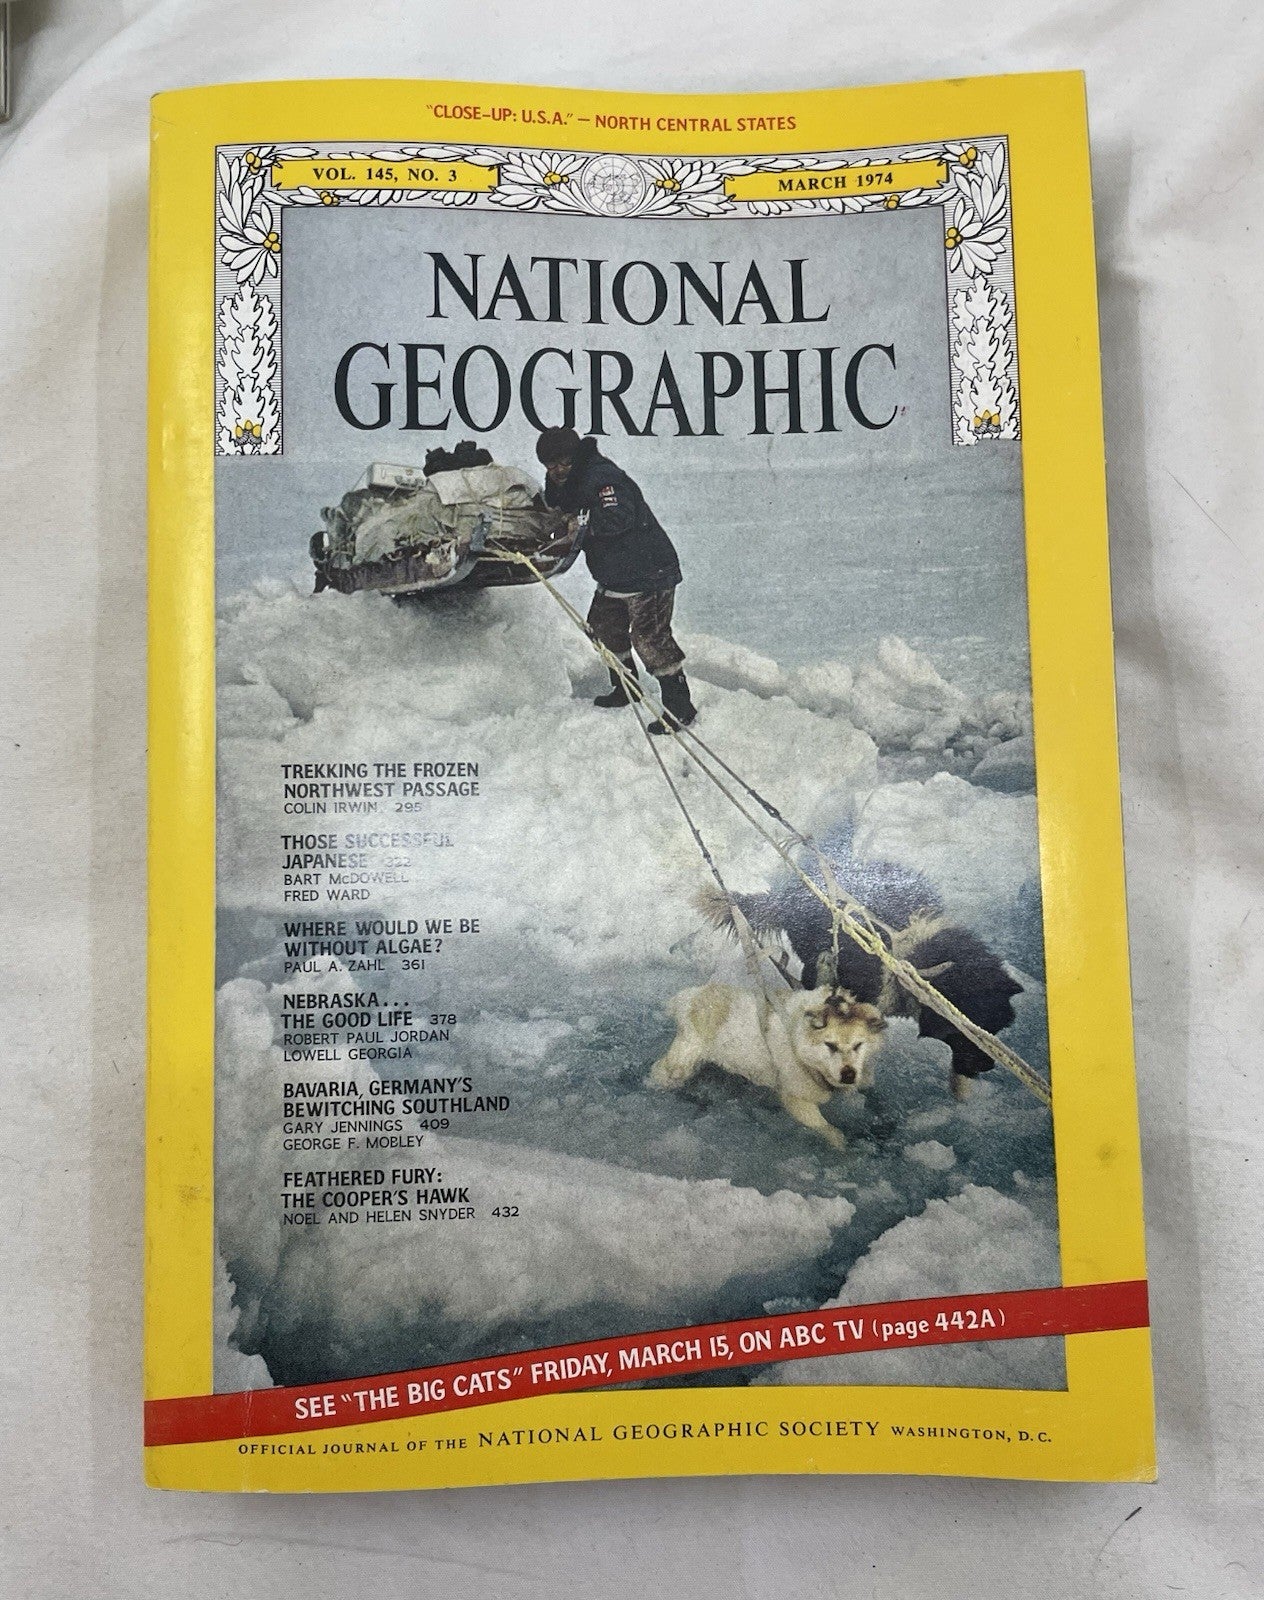 "CLOSE-UP: U.S.A." — NORTH CENTRAL STATES
VOL. 145, NO. 3
MARCH 1974
NATIONAL
GEOGRAPHIC
TREKKING THE FROZEN
NORTHWEST PASSAGE
COLIN IRWIN 295
THOSE SUCCESSFUL
JAPANESE 322
BART McDOWELL
FRED WARD
WHERE WOULD WE BE
WITHOUT ALGAE?
PAUL A. ZAHL 361
NEBRASKA...
THE GOOD LIFE 378
ROBERT PAUL JORDAN
LOWELL GEORGIA
BAVARIA, GERMANY'S
BEWITCHING SOUTHLAND
GARY JENNINGS 409
GEORGE F. MOBLEY
FEATHERED FURY:
THE COOPER'S HAWK
NOEL AND HELEN SNYDER 432
SEE "THE BIG CATS" FRIDAY, MARCH 15, ON ABC TV (page 442A)
OFFICIAL JOURNAL OF THE NATIONAL GEOGRAPHIC SOCIETY WASHINGTON, D.C.